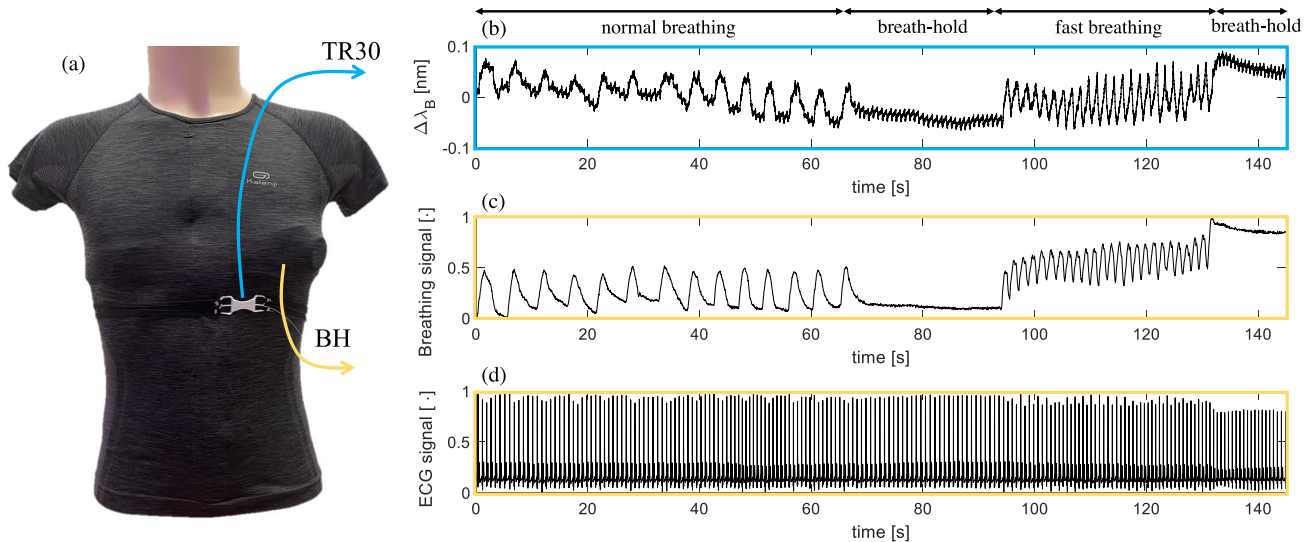 (a)
TR30
Kalenji
BH
normal breathing
breath-hold
fast breathing
breath-hold
(b)
Δλ_B [nm]
0.1
0
-0.1
0
20
40
60
80
100
120
140
time [s]
(c)
Breathing signal [·]
1
0.5
0
0
20
40
60
80
100
120
140
time [s]
(d)
ECG signal [·]
1
0.5
0
0
20
40
60
80
100
120
140
time [s]